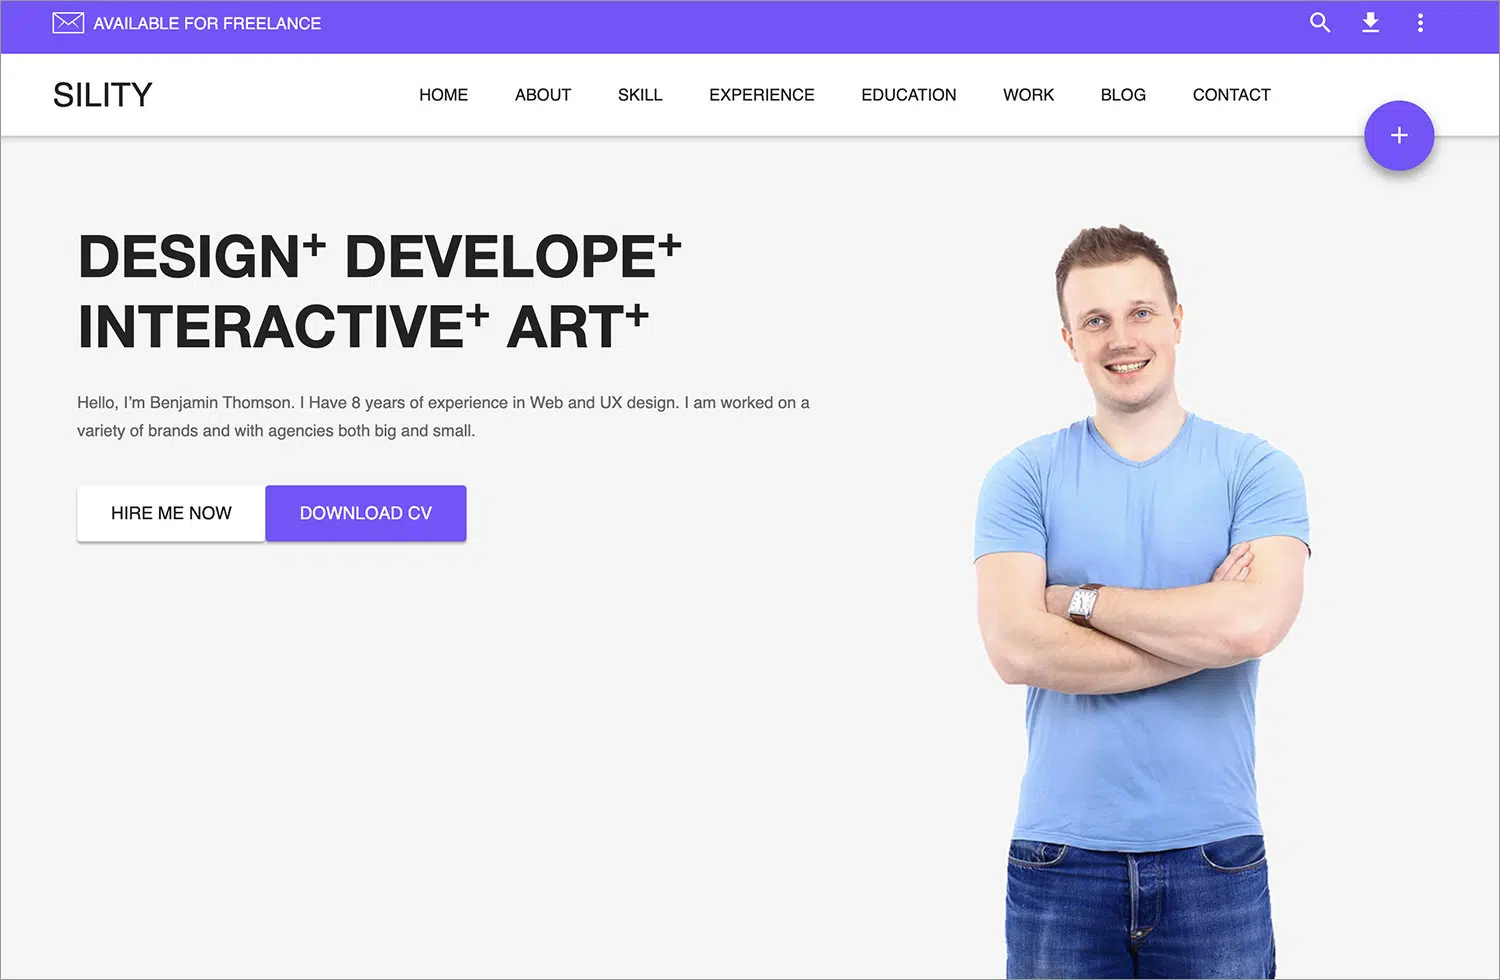 AVAILABLE FOR FREELANCE
SILITY
HOME ABOUT SKILL EXPERIENCE EDUCATION WORK BLOG CONTACT
+
DESIGN+ DEVELOPE+
INTERACTIVE+ ART+
Hello, I’m Benjamin Thomson. I Have 8 years of experience in Web and UX design. I am worked on a
variety of brands and with agencies both big and small.
HIRE ME NOW DOWNLOAD CV